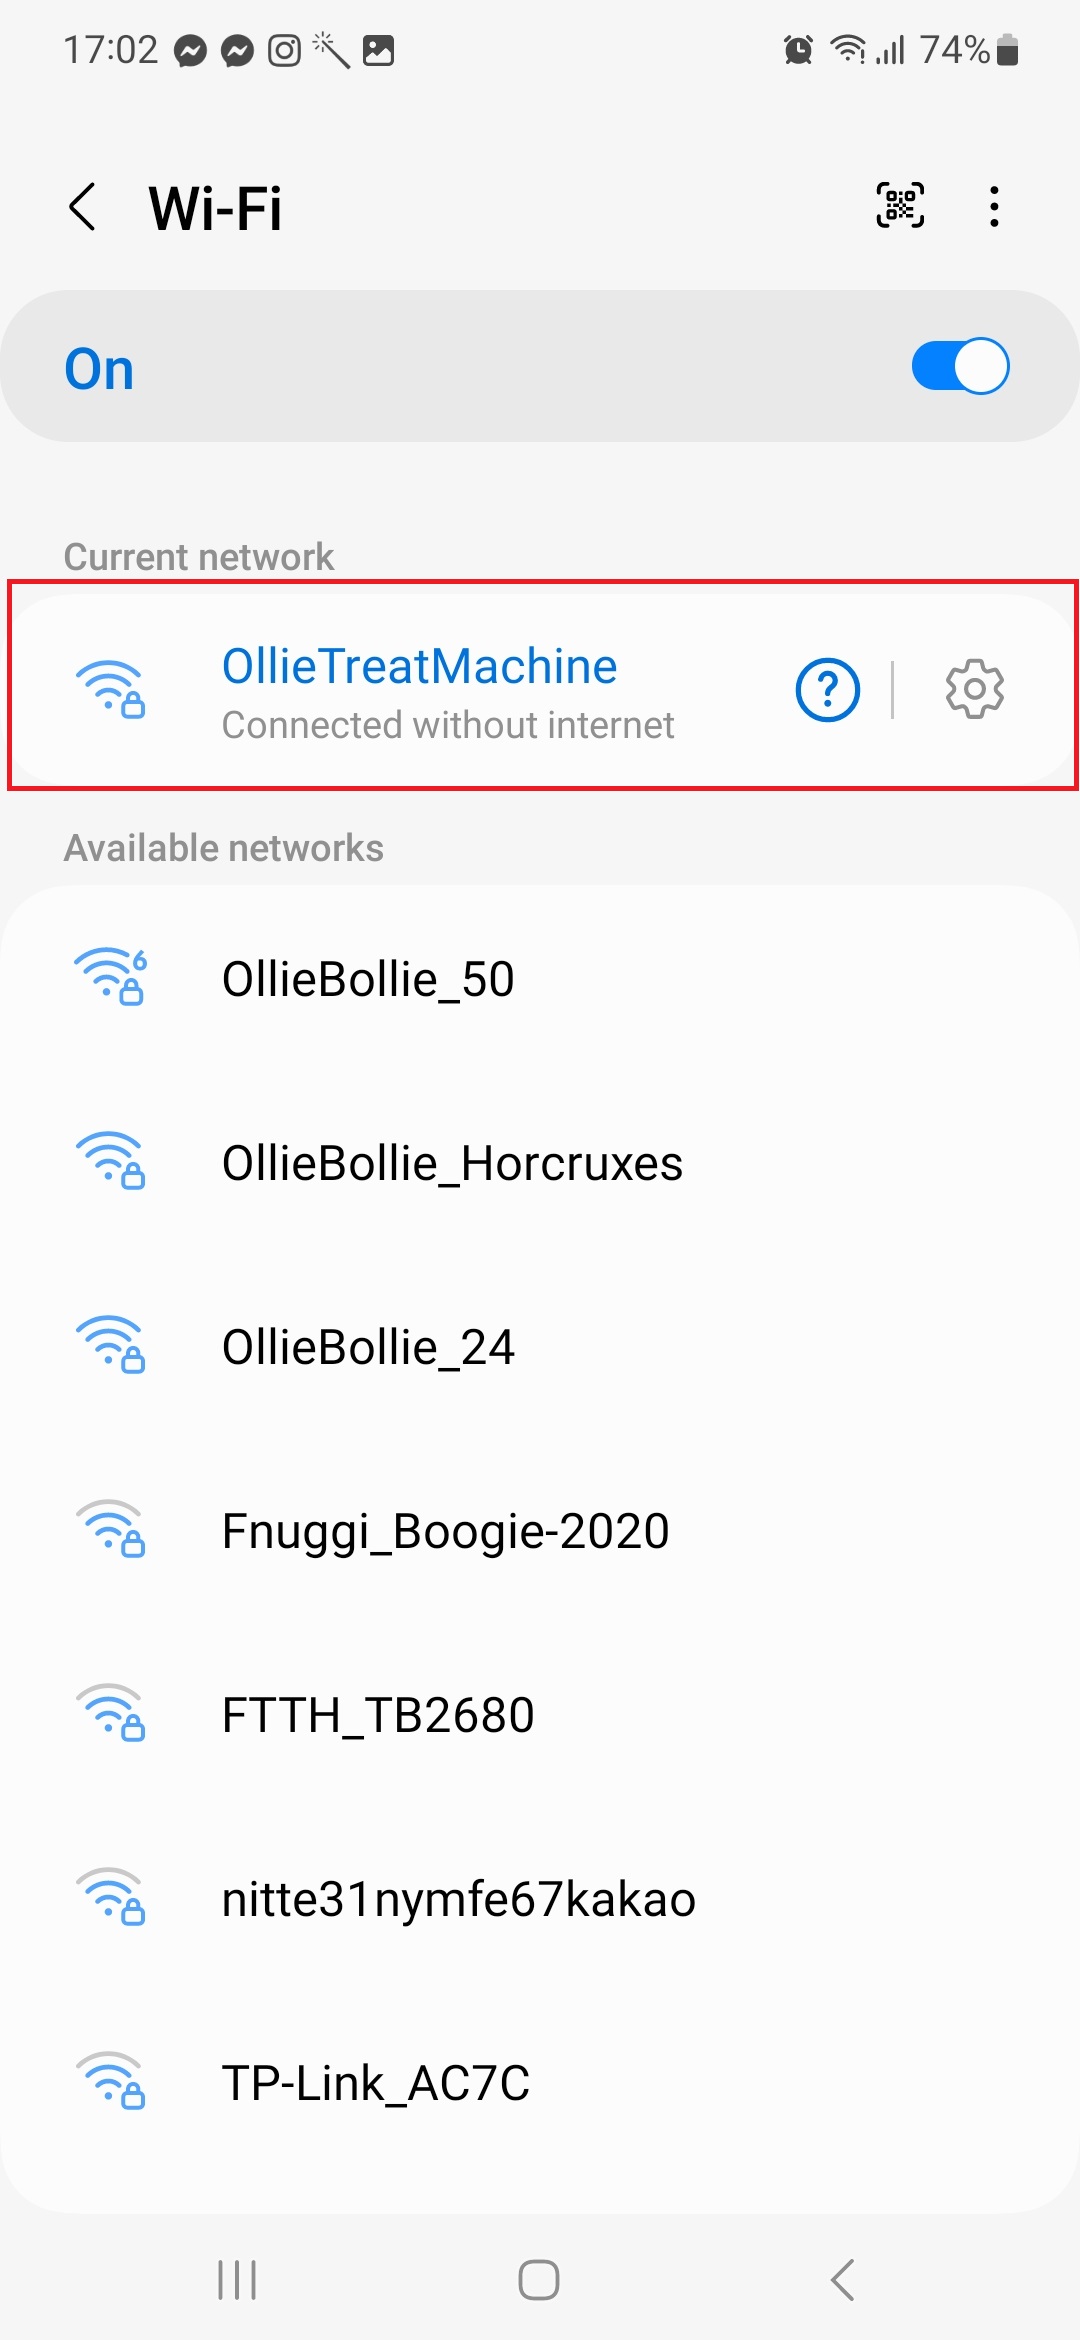 17:02 74%
Wi-Fi
On
Current network
OllieTreatMachine
Connected without internet
?
Available networks
6
OllieBollie_50
OllieBollie_Horcruxes
OllieBollie_24
Fnuggi_Boogie-2020
FTTH_TB2680
nitte31nymfe67kakao
TP-Link_AC7C